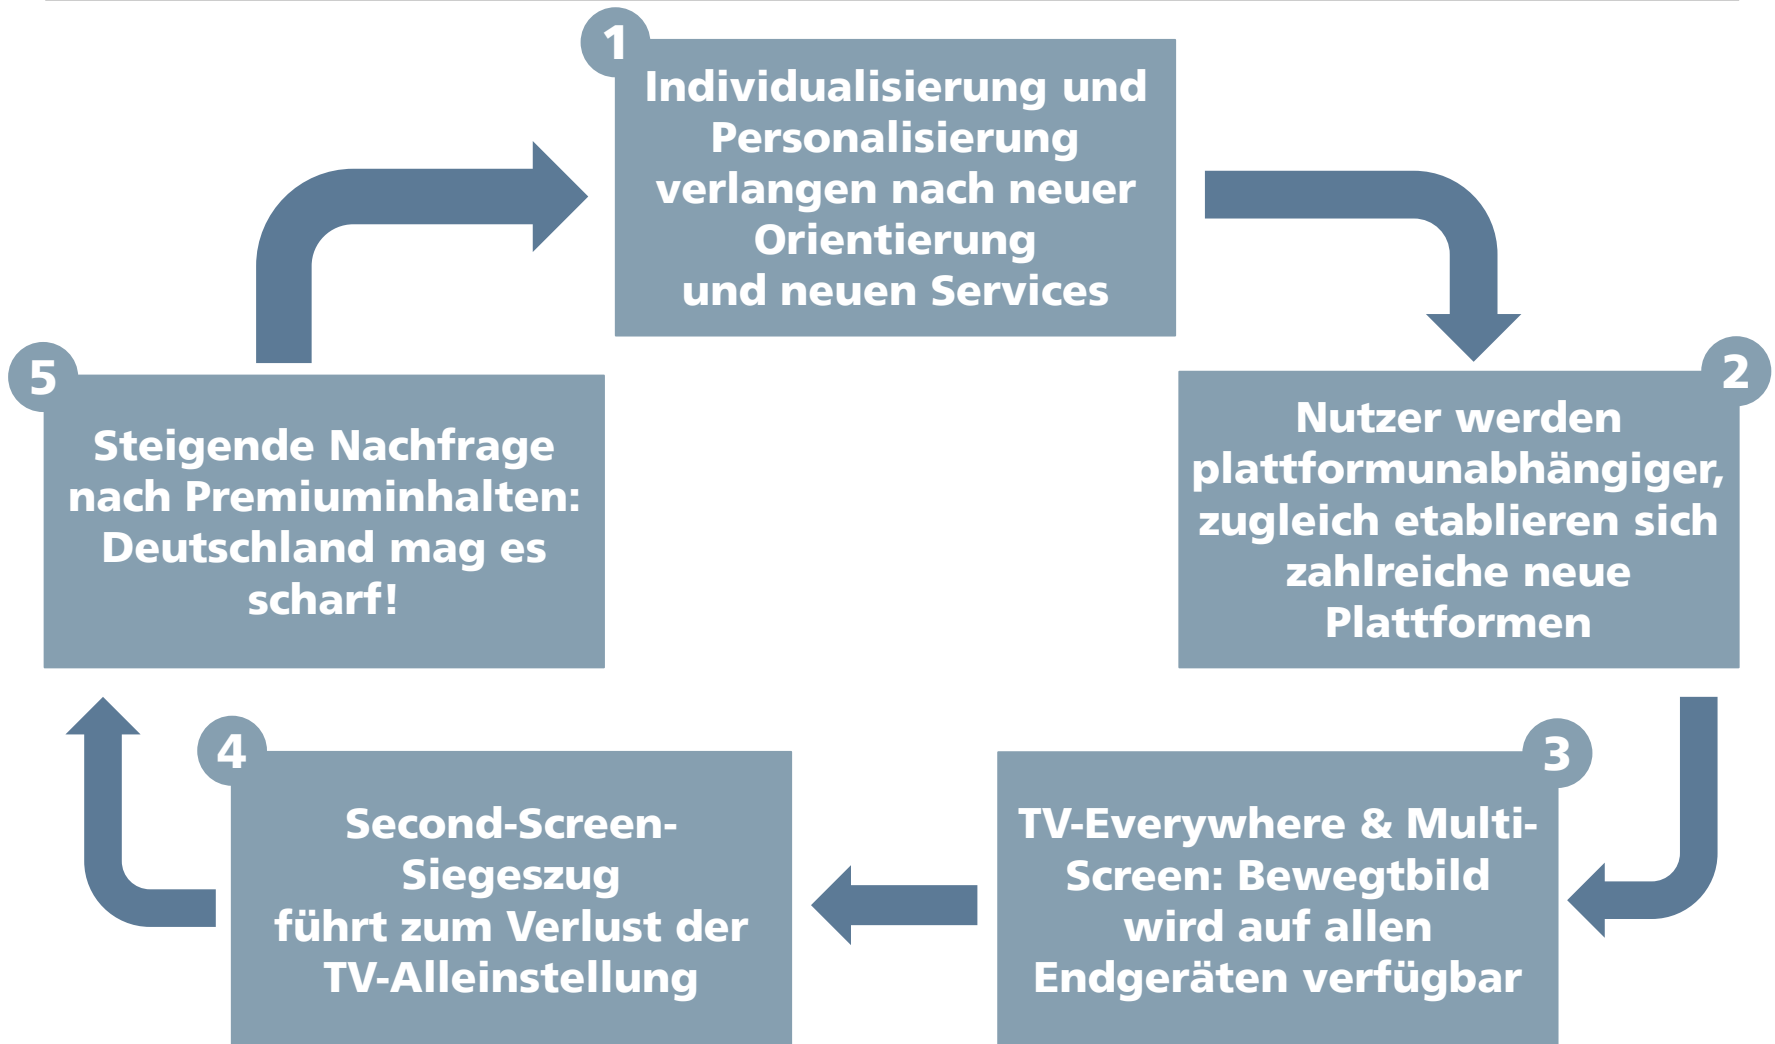 1
Individualisierung und
Personalisierung
verlangen nach neuer
Orientierung
und neuen Services
2
Nutzer werden
plattformunabhängiger,
zugleich etablieren sich
zahlreiche neue
Plattformen
3
TV-Everywhere & Multi-
Screen: Bewegtbild
wird auf allen
Endgeräten verfügbar
4
Second-Screen-
Siegeszug
führt zum Verlust der
TV-Alleinstellung
5
Steigende Nachfrage
nach Premiuminhalten:
Deutschland mag es
scharf!